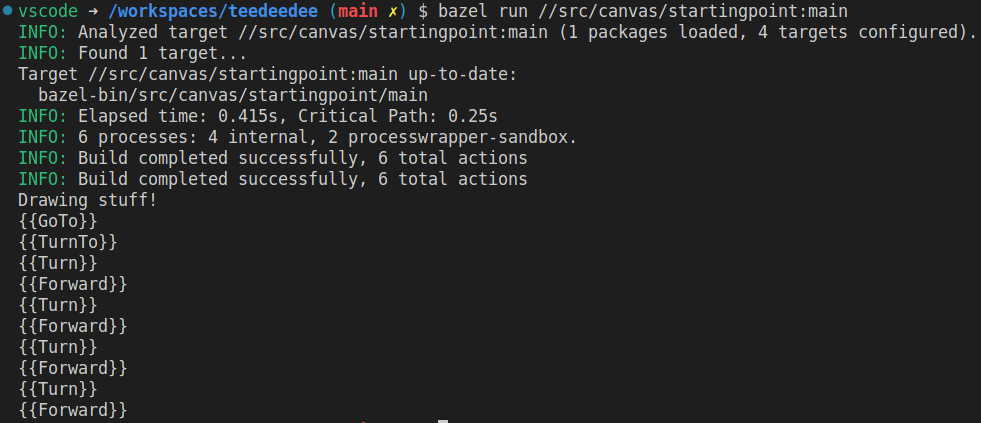 vscode ➜ /workspaces/teedeedee (main ✗) $ bazel run //src/canvas/startingpoint:main
INFO: Analyzed target //src/canvas/startingpoint:main (1 packages loaded, 4 targets configured).
INFO: Found 1 target...
Target //src/canvas/startingpoint:main up-to-date:
  bazel-bin/src/canvas/startingpoint/main
INFO: Elapsed time: 0.415s, Critical Path: 0.25s
INFO: 6 processes: 4 internal, 2 processwrapper-sandbox.
INFO: Build completed successfully, 6 total actions
INFO: Build completed successfully, 6 total actions
Drawing stuff!
{{GoTo}}
{{TurnTo}}
{{Turn}}
{{Forward}}
{{Turn}}
{{Forward}}
{{Turn}}
{{Forward}}
{{Turn}}
{{Forward}}